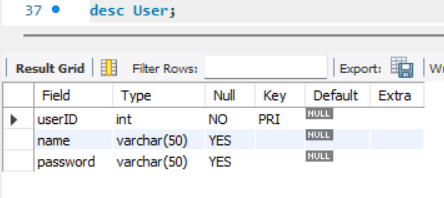 37 desc User;
Result Grid Filter Rows: Export: Wr
Field Type Null Key Default Extra
userID int NO PRI NULL
name varchar(50) YES NULL
password varchar(50) YES NULL